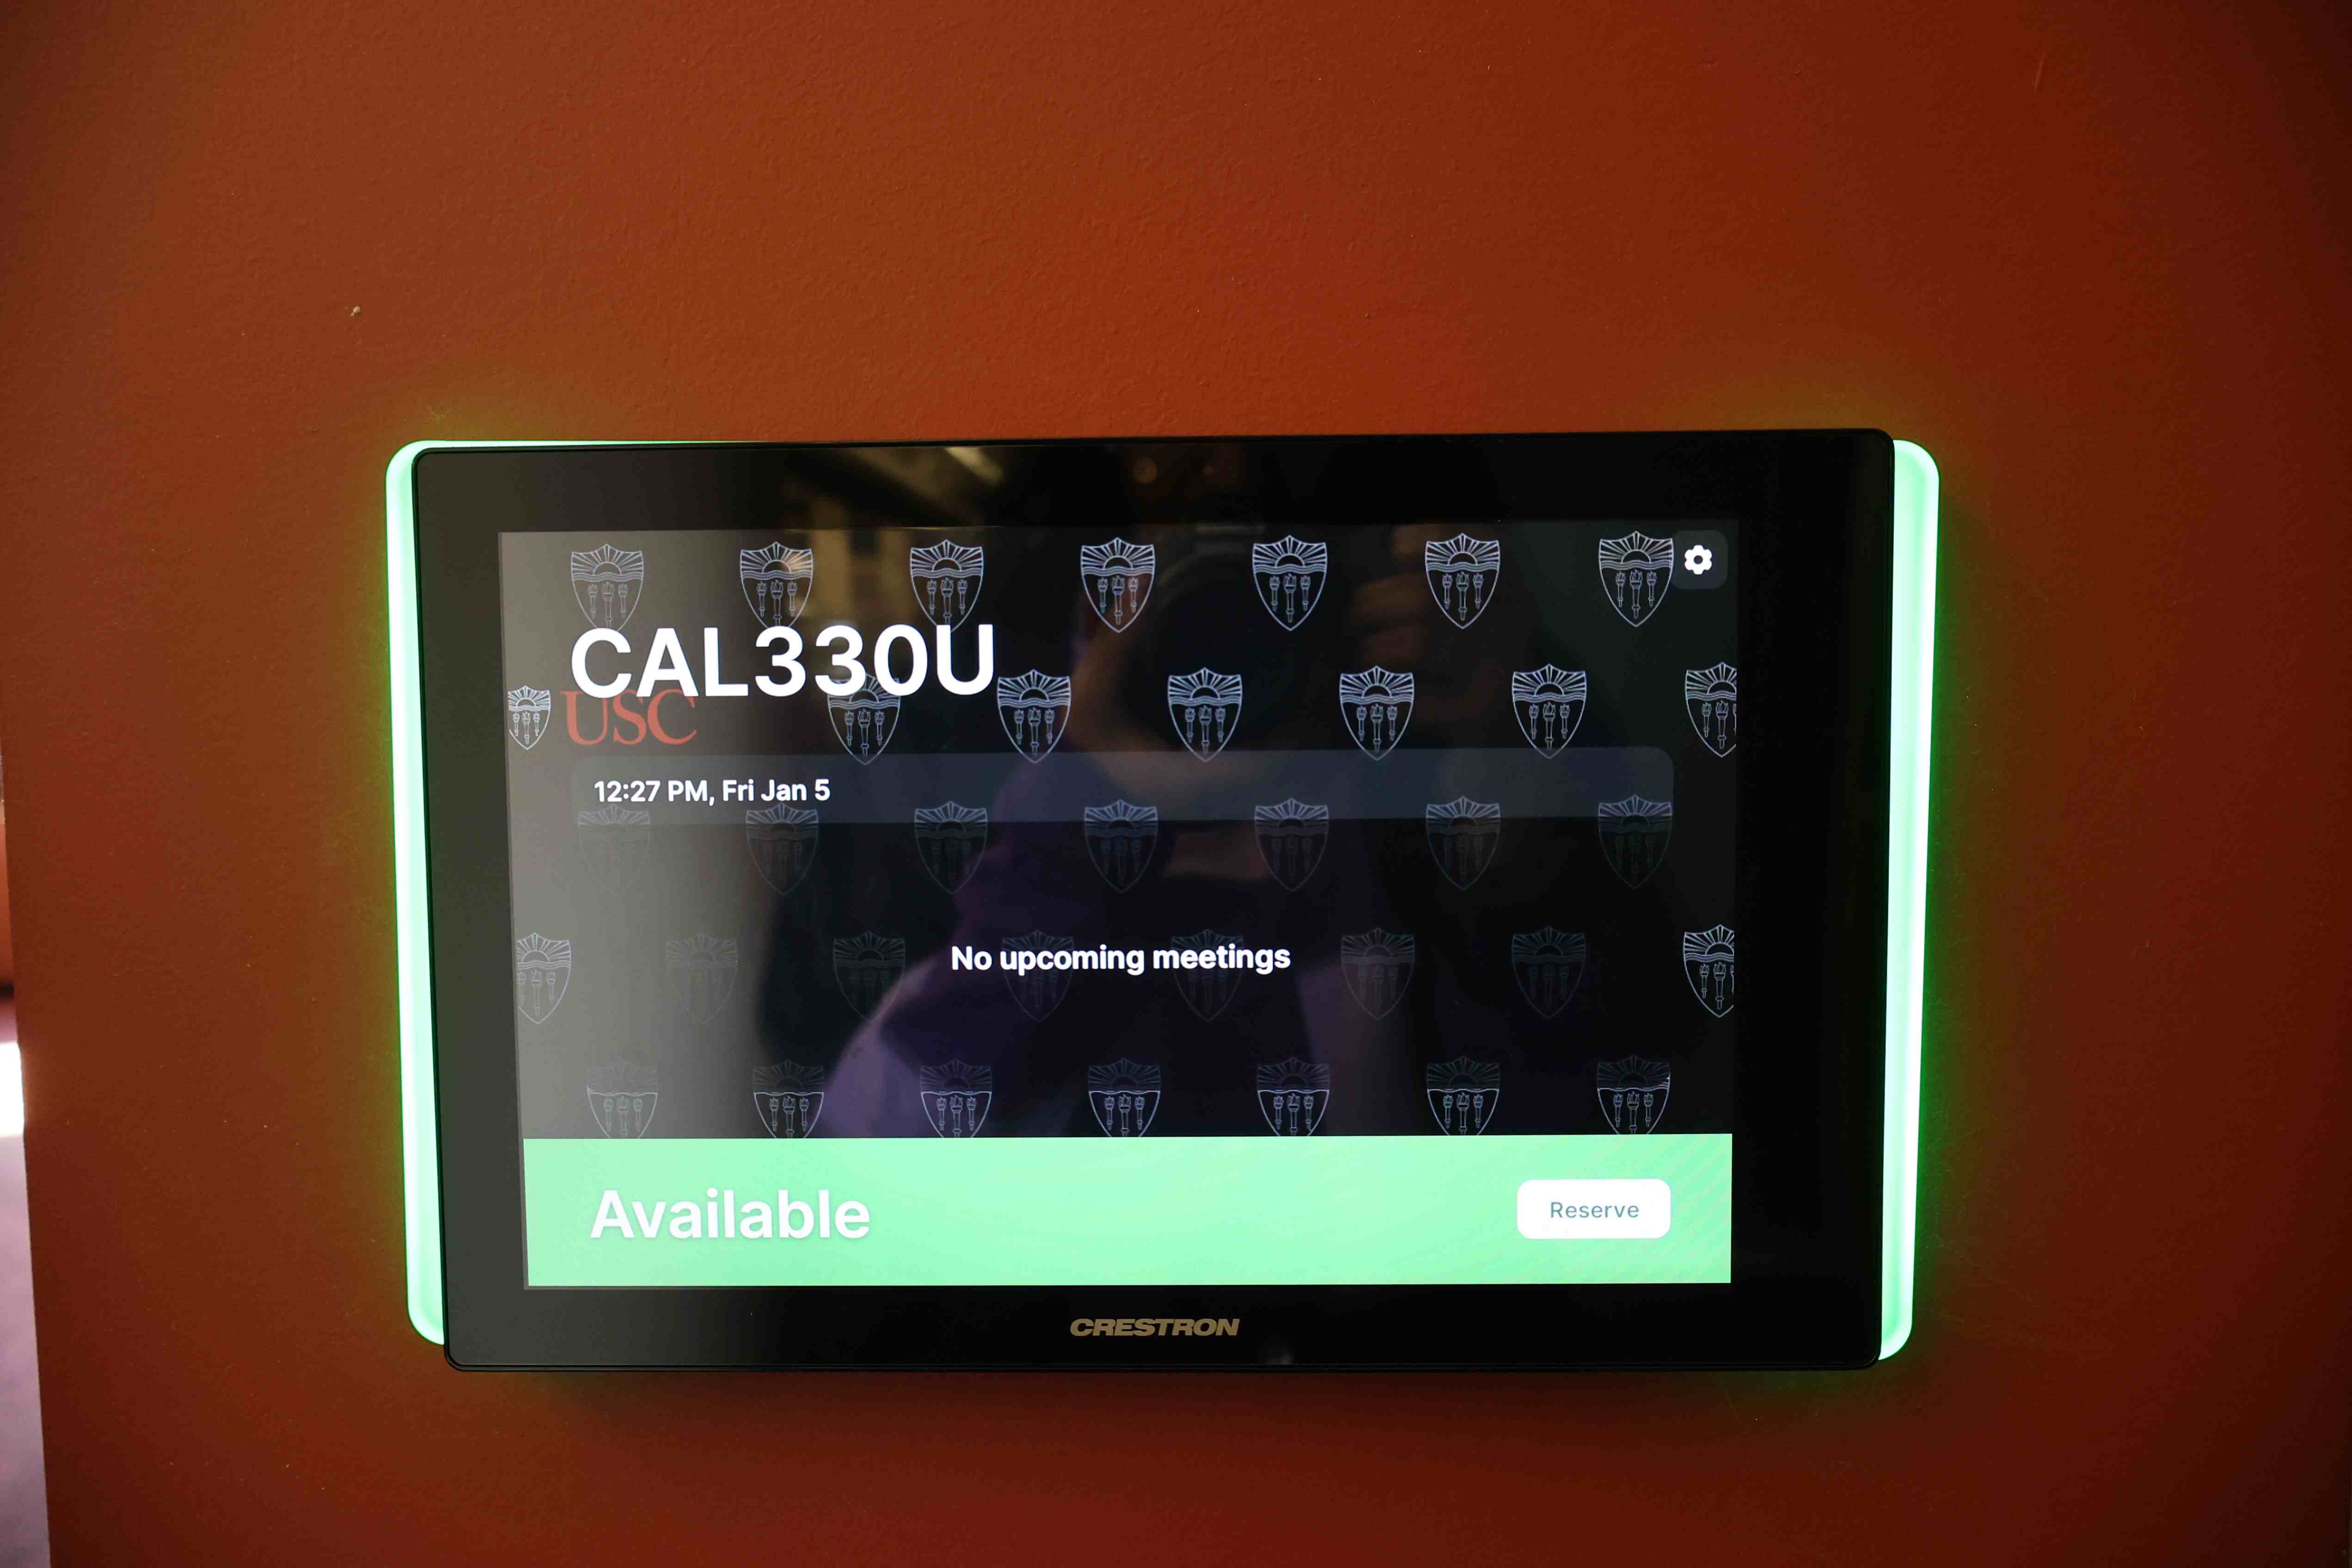 CAL330U
USC
12:27 PM, Fri Jan 5
No upcoming meetings
Available
Reserve
CRESTRON